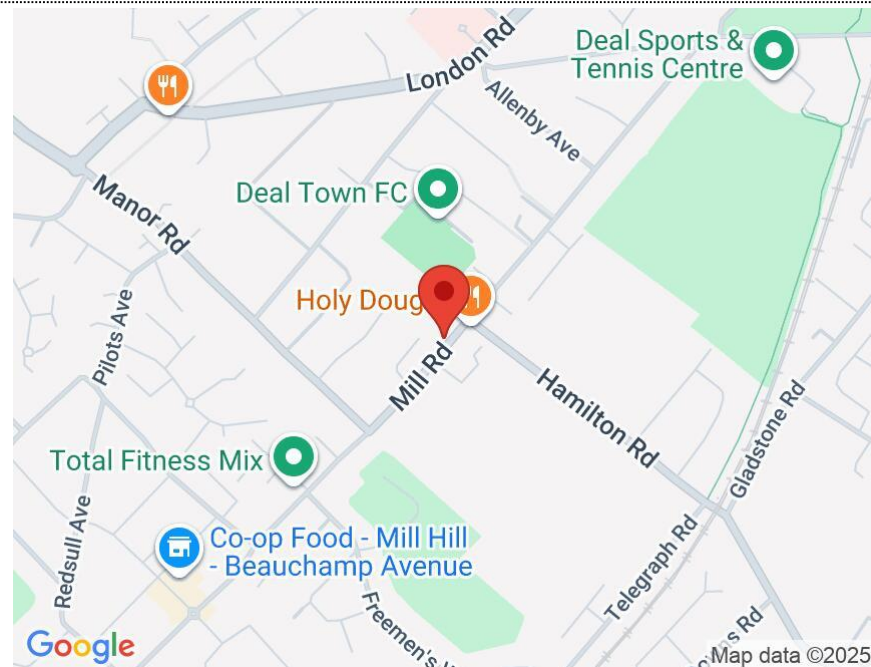 London Rd
Deal Sports &
Tennis Centre
Allenby Ave
Manor Rd
Deal Town FC
Holy Doug
Pilots Ave
Mill Rd
Hamilton Rd
Gladstone Rd
Total Fitness Mix
Redsull Ave
Co-op Food - Mill Hill
- Beauchamp Avenue
Telegraph Rd
Freemen's
Rd
Google
Map data ©2025